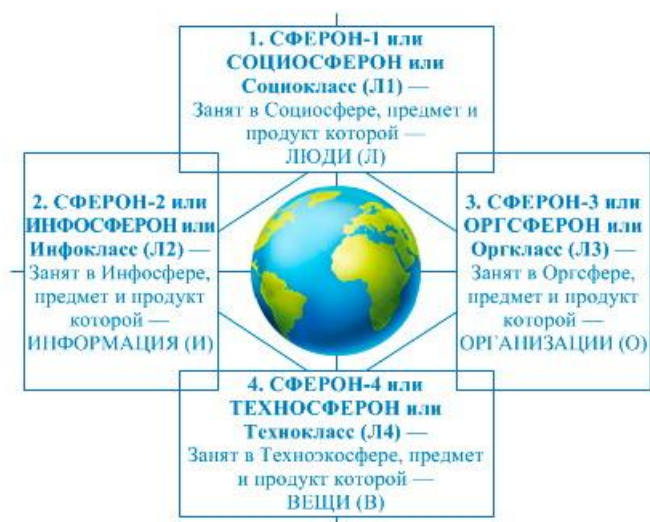 1. СФЕРОН-1 или
СОЦИОСФЕРОН или
Социокласс (Л1) —
Занят в Социосфере, предмет и
продукт которой —
ЛЮДИ (Л)
2. СФЕРОН-2 или
ИНФОСФЕРОН или
Инфокласс (Л2) —
Занят в Инфосфере,
предмет и продукт
которой —
ИНФОРМАЦИЯ (И)
3. СФЕРОН-3 или
ОРГСФЕРОН или
Оргкласс (Л3) —
Занят в Оргсфере,
предмет и продукт
которой —
ОРГАНИЗАЦИИ (О)
4. СФЕРОН-4 или
ТЕХНОСФЕРОН или
Технокласс (Л4) —
Занят в Техноэкосфере, предмет
и продукт которой —
ВЕЩИ (В)